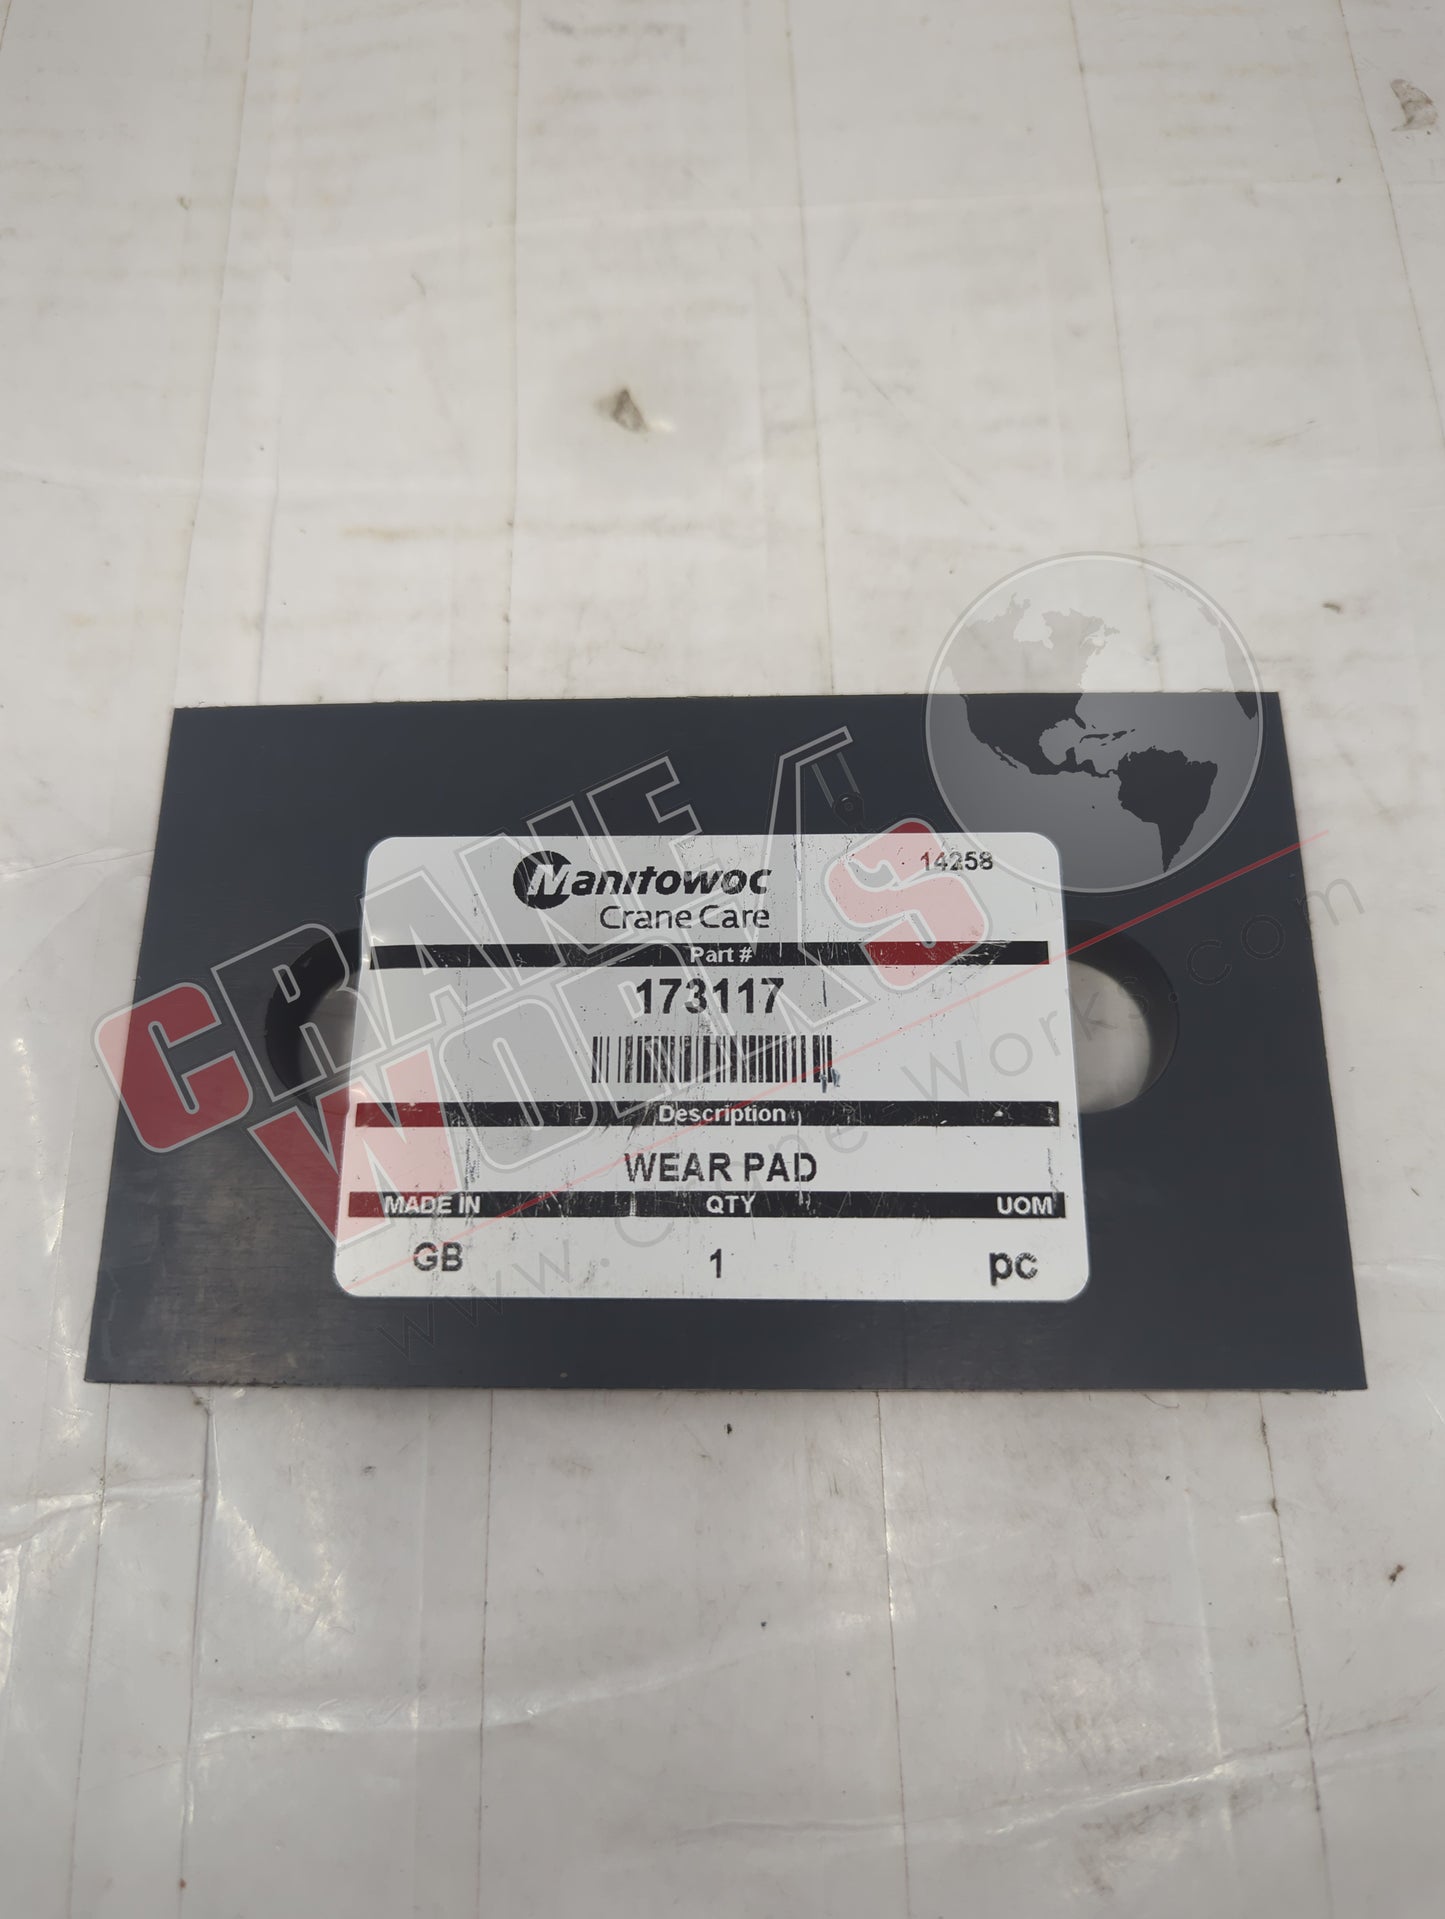 Manitowoc
14258
Crane Care
Part #
173117
Description
WEAR PAD
MADE IN QTY UOM
GB 1 pc
CRANE
WORKS
www.CraneWorks.com